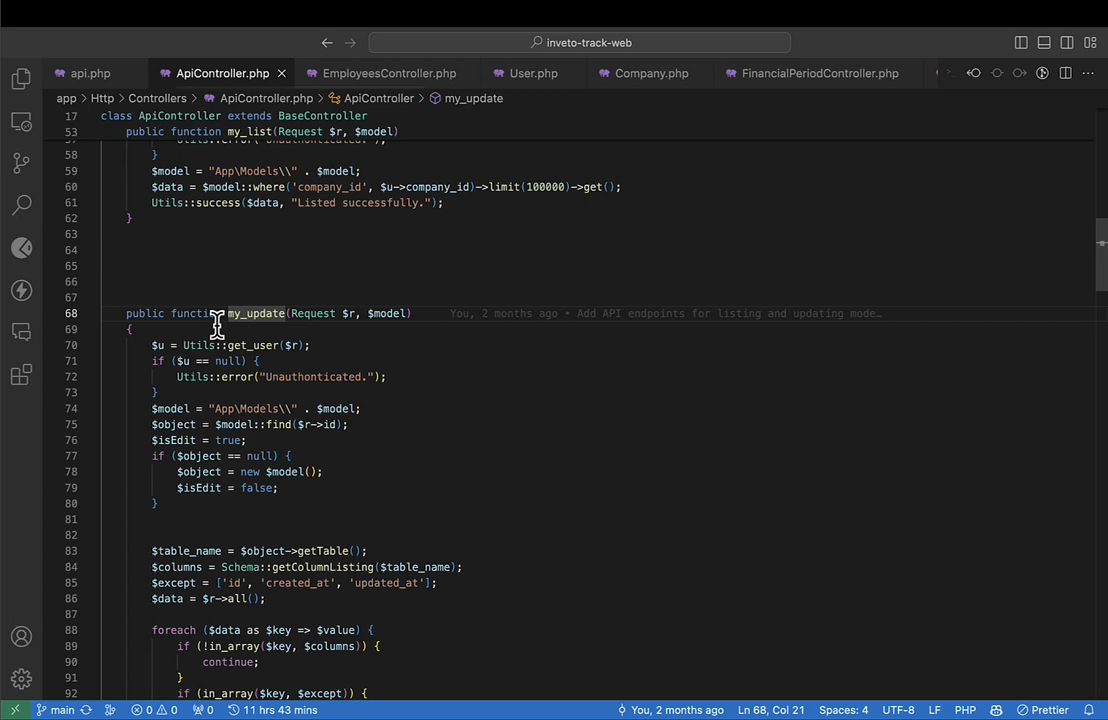 inveto-track-web
api.php ApiController.php EmployeesController.php User.php Company.php FinancialPeriodController.php
app > Http > Controllers > ApiController.php > ApiController > my_update
17 class ApiController extends BaseController
53 public function my_list(Request $r, $model)
Utils::error("Unauthonticated.");
58 }
59 $model = "App\Models\\" . $model;
60 $data = $model::where('company_id', $u->company_id)->limit(100000)->get();
61 Utils::success($data, "Listed successfully.");
62 }
63
64
65
66
67
68 public function my_update(Request $r, $model) You, 2 months ago • Add API endpoints for listing and updating mode…
69 {
70 $u = Utils::get_user($r);
71 if ($u == null) {
72 Utils::error("Unauthonticated.");
73 }
74 $model = "App\Models\\" . $model;
75 $object = $model::find($r->id);
76 $isEdit = true;
77 if ($object == null) {
78 $object = new $model();
79 $isEdit = false;
80 }
81
82
83 $table_name = $object->getTable();
84 $columns = Schema::getColumnListing($table_name);
85 $except = ['id', 'created_at', 'updated_at'];
86 $data = $r->all();
87
88 foreach ($data as $key => $value) {
89 if (!in_array($key, $columns)) {
90 continue;
91 }
92 if (in_array($key, $except)) {
main 0 0 0 11 hrs 43 mins You, 2 months ago Ln 68, Col 21 Spaces: 4 UTF-8 LF PHP Prettier